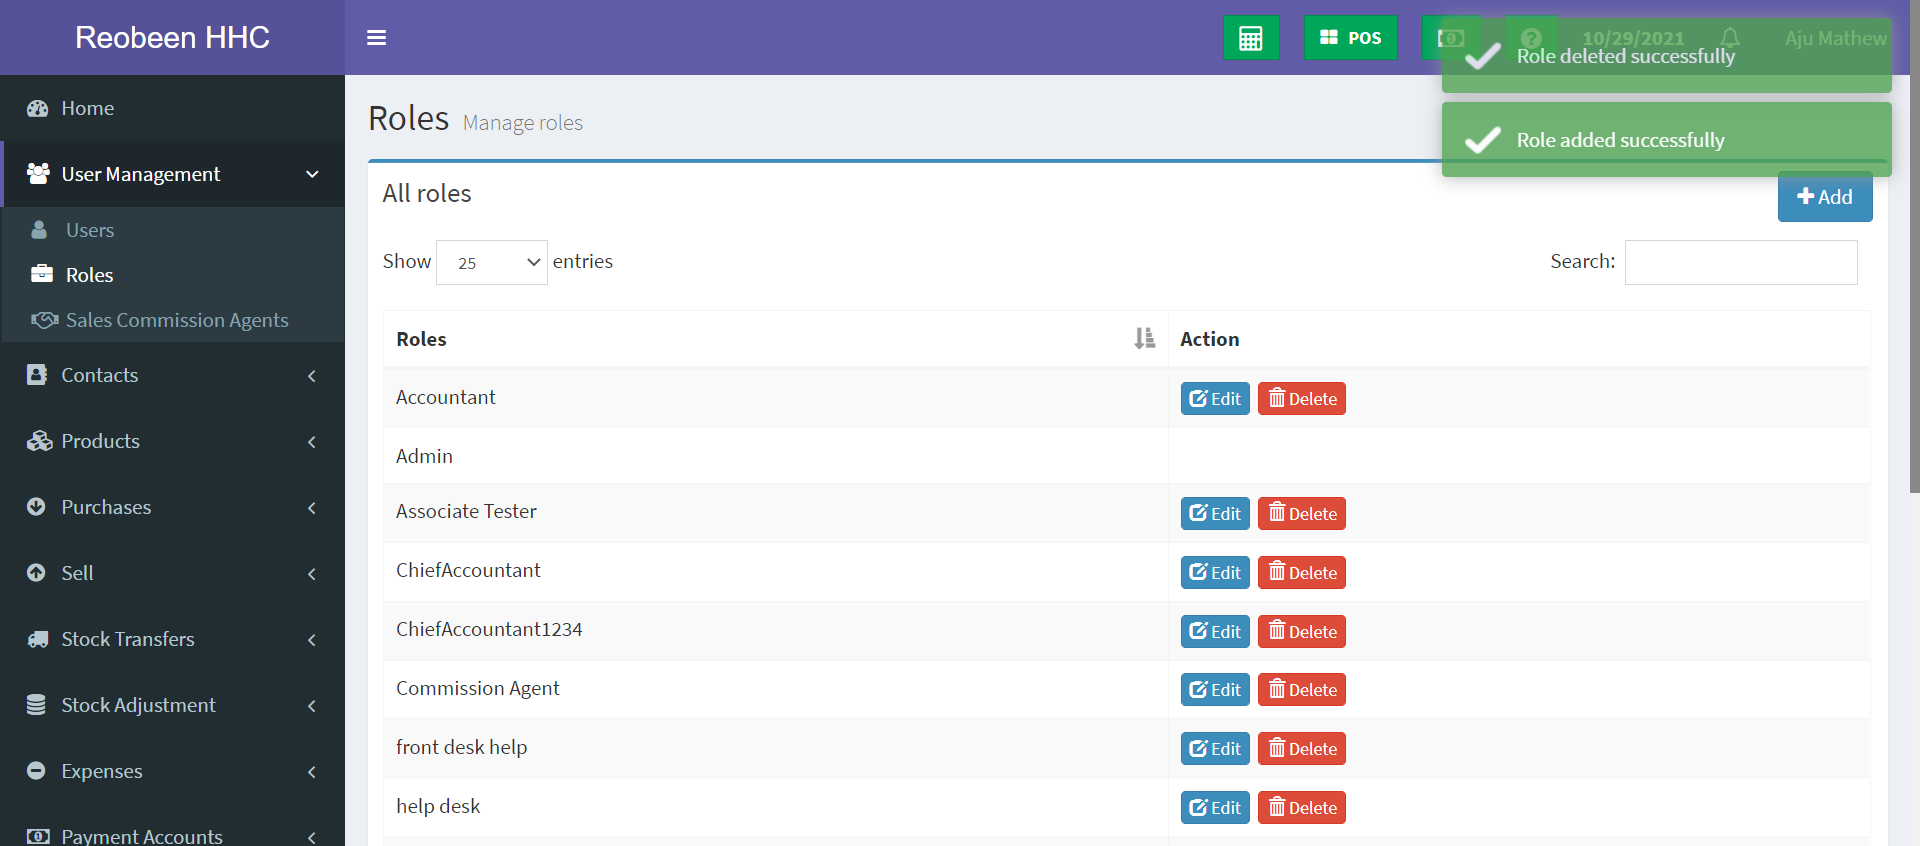 Reobeen HHC
POS
10/29/2021
Aju Mathew
Role deleted successfully
Role added successfully
Home
User Management
Users
Roles
Sales Commission Agents
Contacts
Products
Purchases
Sell
Stock Transfers
Stock Adjustment
Expenses
Payment Accounts
Roles Manage roles
All roles
Add
Show 25 entries
Search:
Roles Action
Accountant Edit Delete
Admin
Associate Tester Edit Delete
ChiefAccountant Edit Delete
ChiefAccountant1234 Edit Delete
Commission Agent Edit Delete
front desk help Edit Delete
help desk Edit Delete